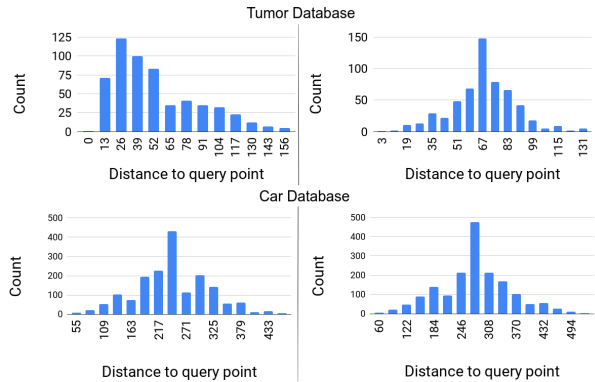 Tumor Database
125
100
75
50
25
0
Count
0 13 26 39 52 65 78 91 104 117 130 143 156
Distance to query point
150
100
50
0
Count
3 19 35 51 67 83 99 115 131
Distance to query point
Car Database
500
400
300
200
100
0
Count
55 109 163 217 271 325 379 433
Distance to query point
500
400
300
200
100
0
Count
60 122 184 246 308 370 432 494
Distance to query point